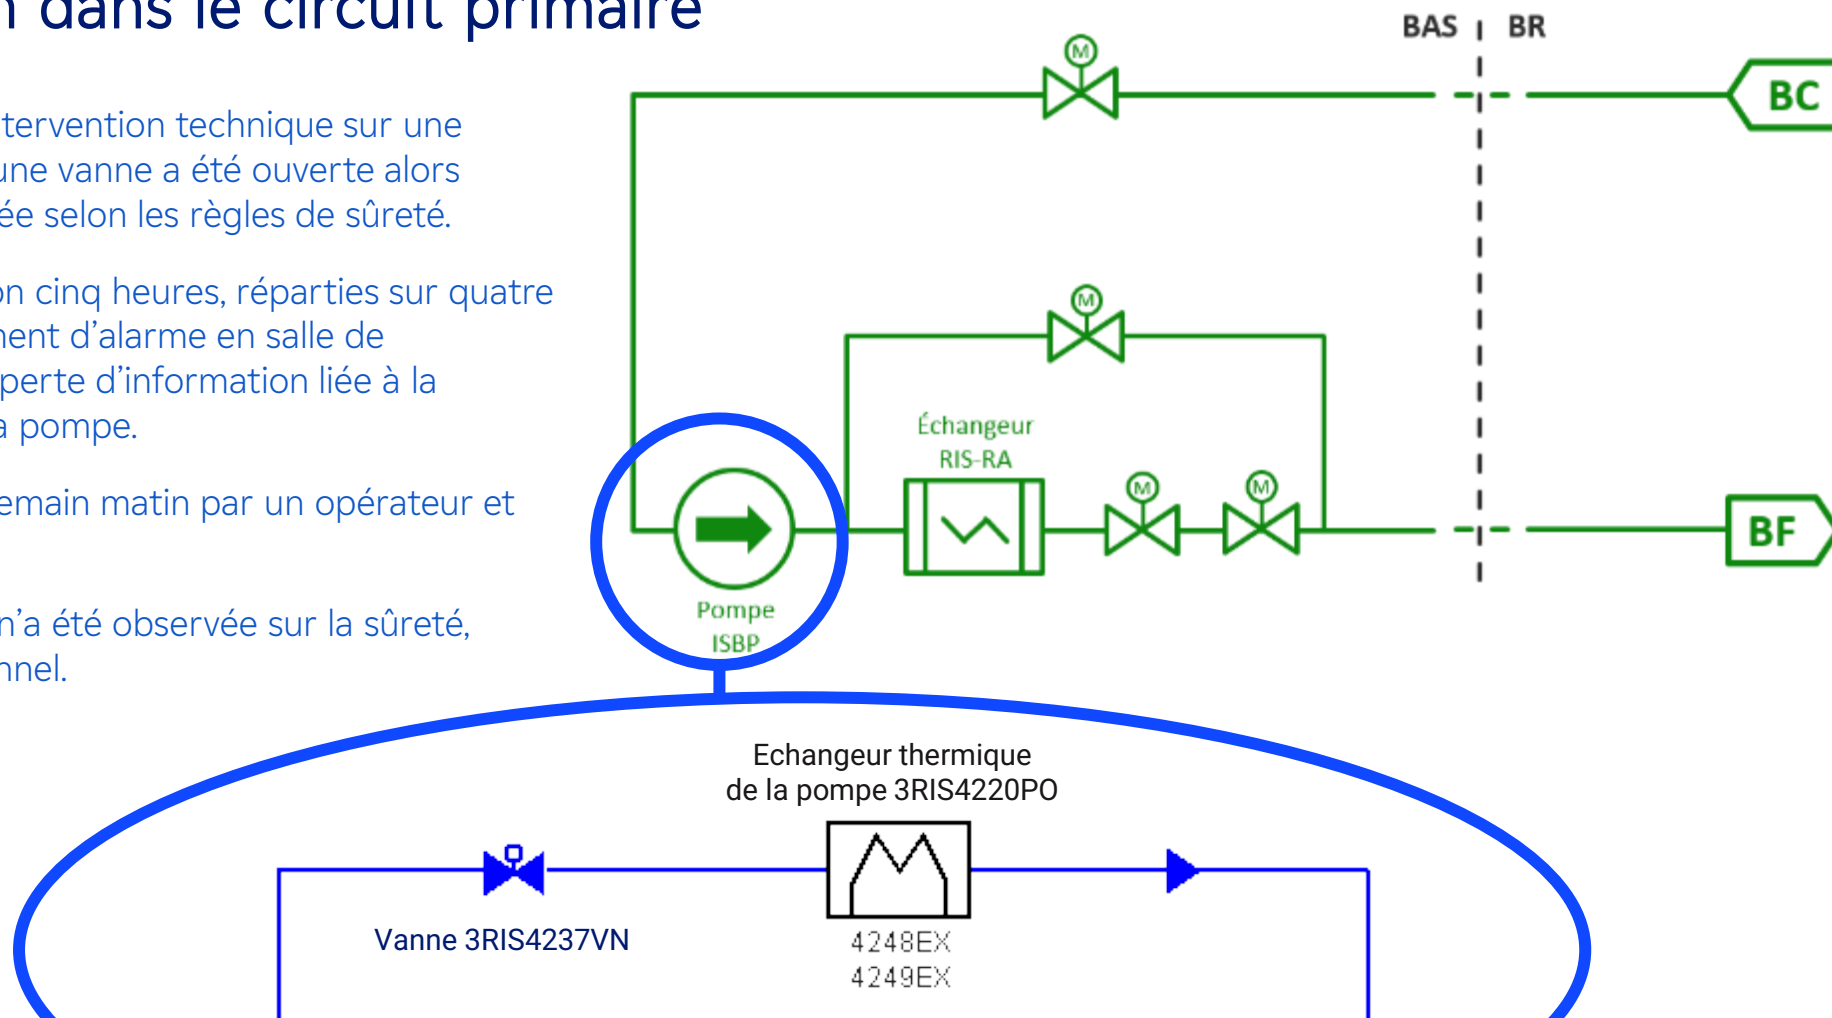 dans le circuit primaire
tervention technique sur une
une vanne a été ouverte alors
ée selon les règles de sûreté.
on cinq heures, réparties sur quatre
ment d'alarme en salle de
perte d'information liée à la
a pompe.
emain matin par un opérateur et
n'a été observée sur la sûreté,
nnel.
BAS
BR
M
BC
M
Échangeur
RIS-RA
M
M
BF
Pompe
ISBP
Echangeur thermique
de la pompe 3RIS4220PO
Vanne 3RIS4237VN
4248EX
4249EX